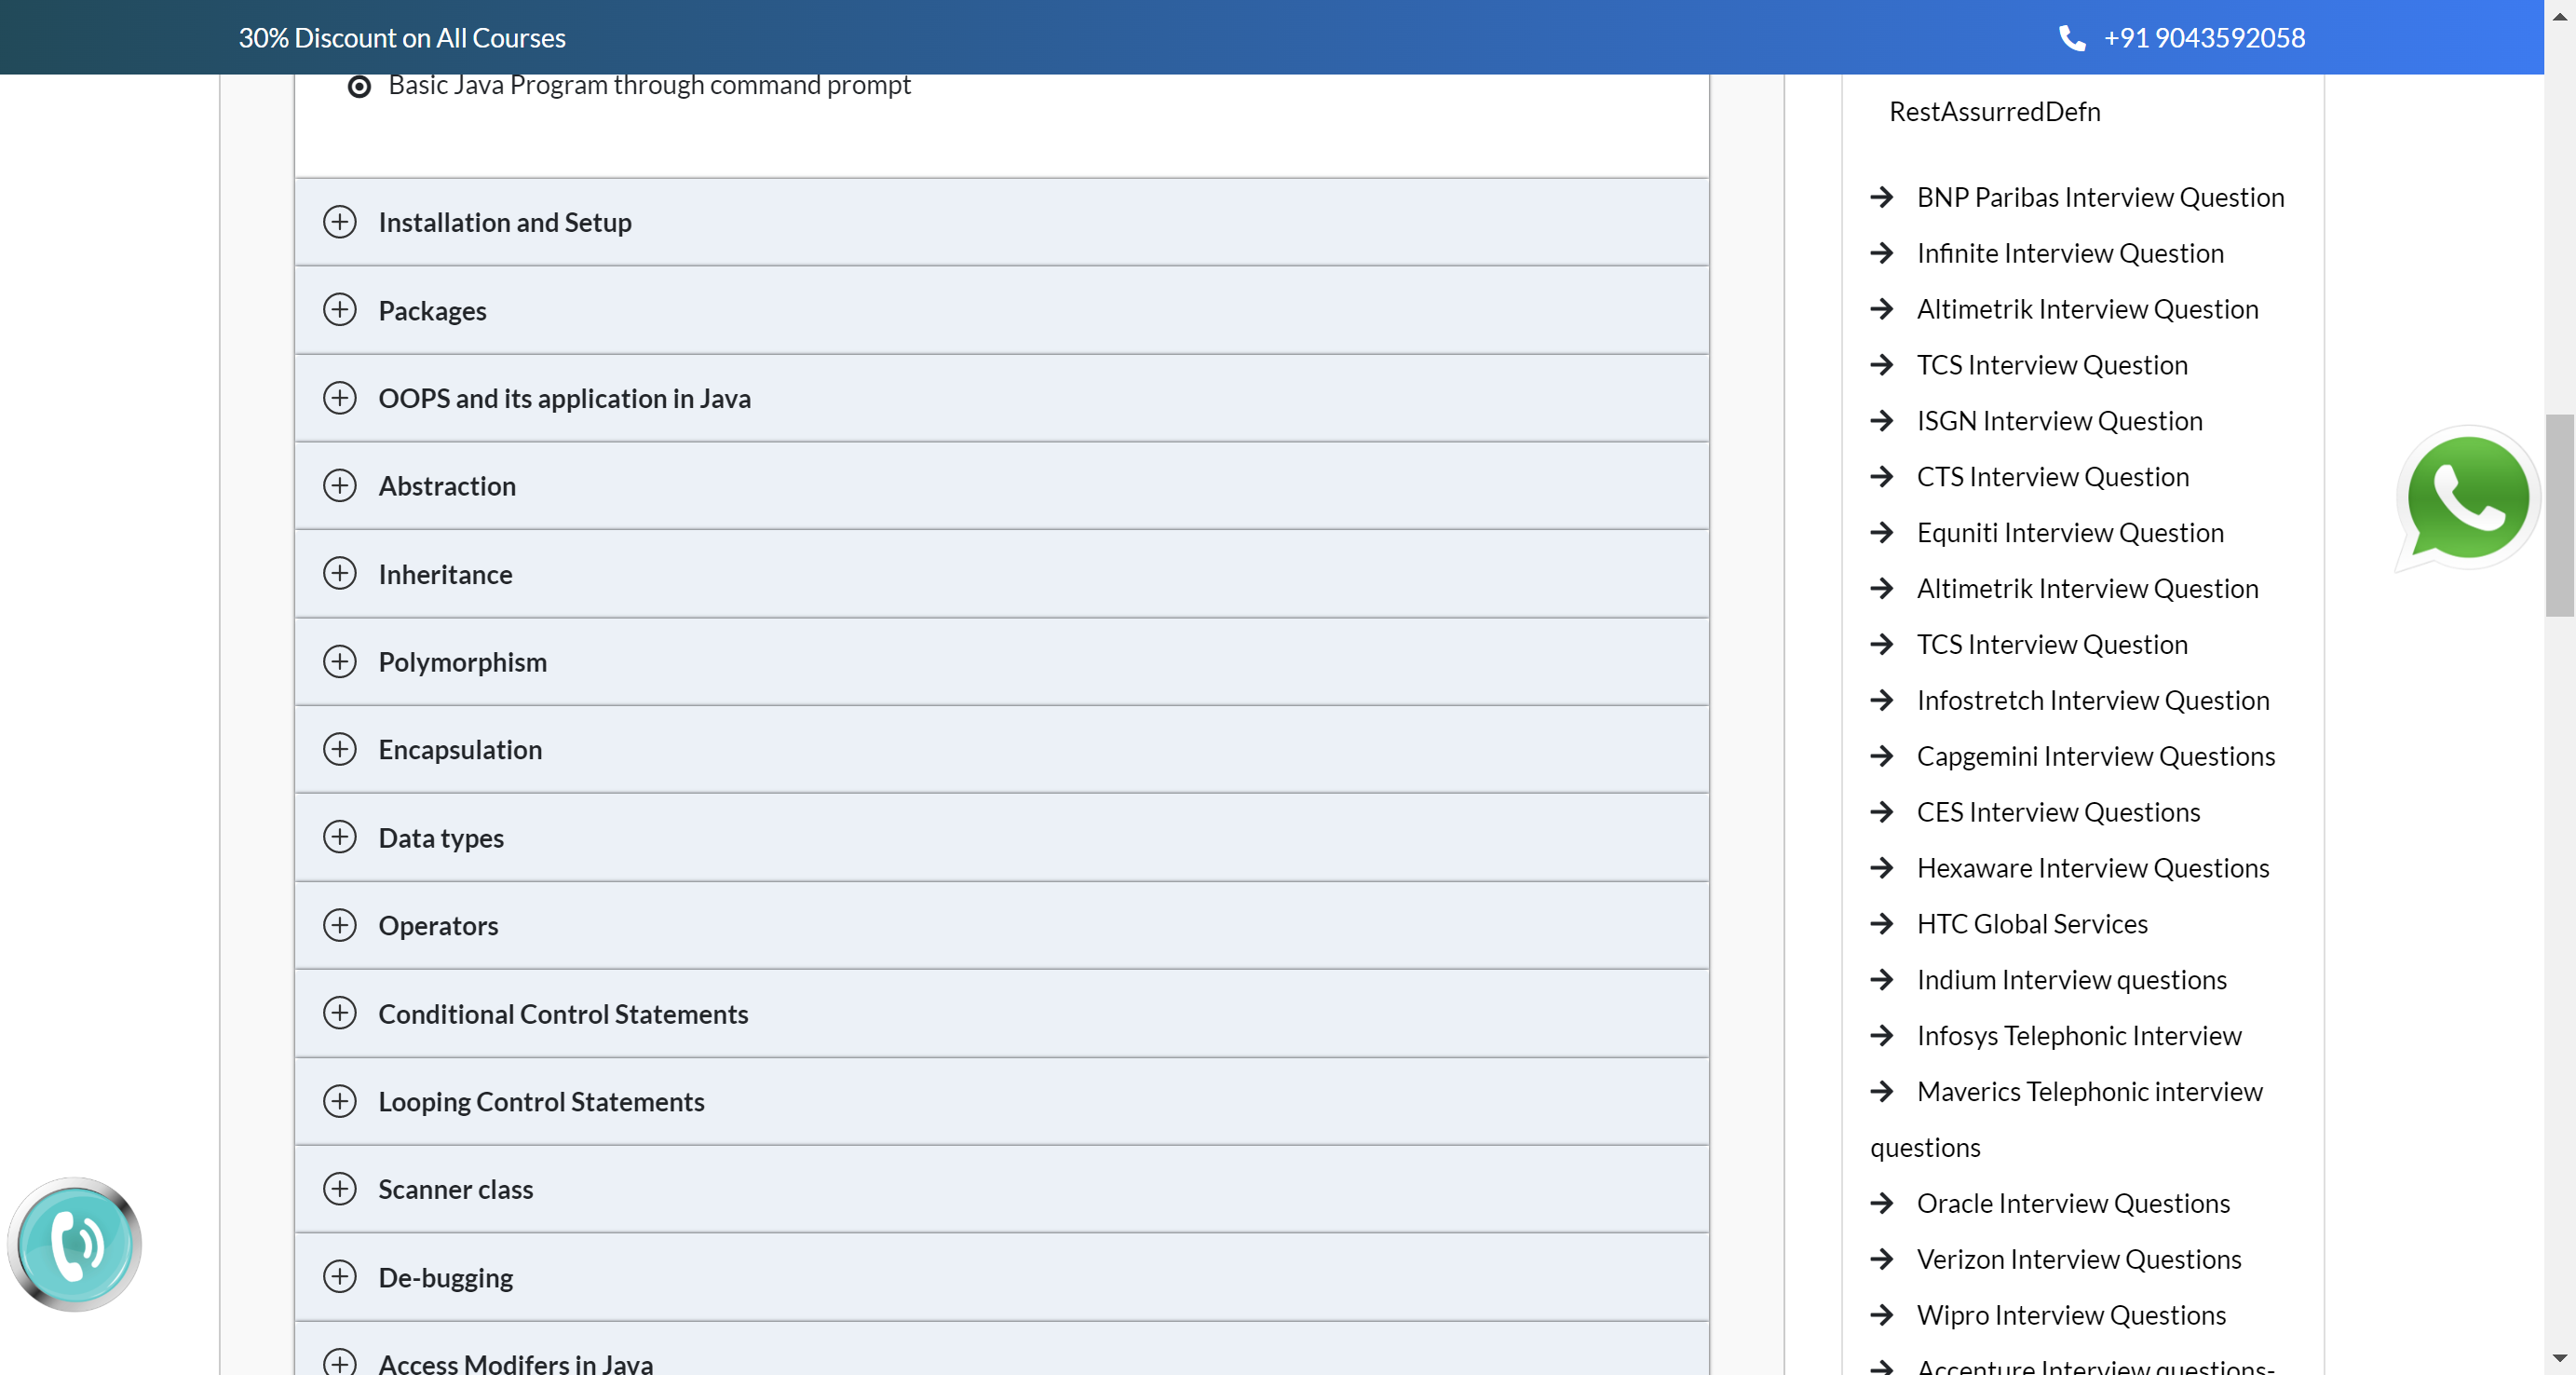 30% Discount on All Courses
+91 9043592058
Basic Java Program through command prompt
Installation and Setup
Packages
OOPS and its application in Java
Abstraction
Inheritance
Polymorphism
Encapsulation
Data types
Operators
Conditional Control Statements
Looping Control Statements
Scanner class
De-bugging
Access Modifers in Java
RestAssurredDefn
BNP Paribas Interview Question
Infinite Interview Question
Altimetrik Interview Question
TCS Interview Question
ISGN Interview Question
CTS Interview Question
Equniti Interview Question
Altimetrik Interview Question
TCS Interview Question
Infostretch Interview Question
Capgemini Interview Questions
CES Interview Questions
Hexaware Interview Questions
HTC Global Services
Indium Interview questions
Infosys Telephonic Interview
Maverics Telephonic interview
questions
Oracle Interview Questions
Verizon Interview Questions
Wipro Interview Questions
Accenture Interview questions-